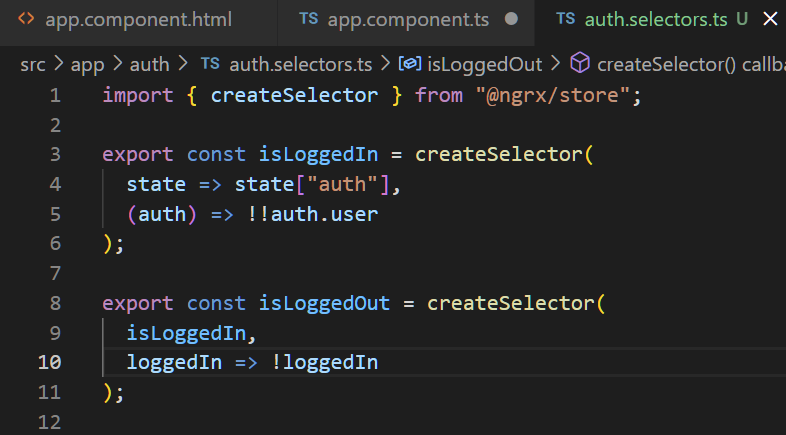 <> app.component.html TS app.component.ts TS auth.selectors.ts U
src > app > auth > TS auth.selectors.ts > isLoggedOut > createSelector() callba
1 import { createSelector } from "@ngrx/store";
2
3 export const isLoggedIn = createSelector(
4 state => state["auth"],
5 (auth) => !!auth.user
6 );
7
8 export const isLoggedOut = createSelector(
9 isLoggedIn,
10 loggedIn => !loggedIn
11 );
12